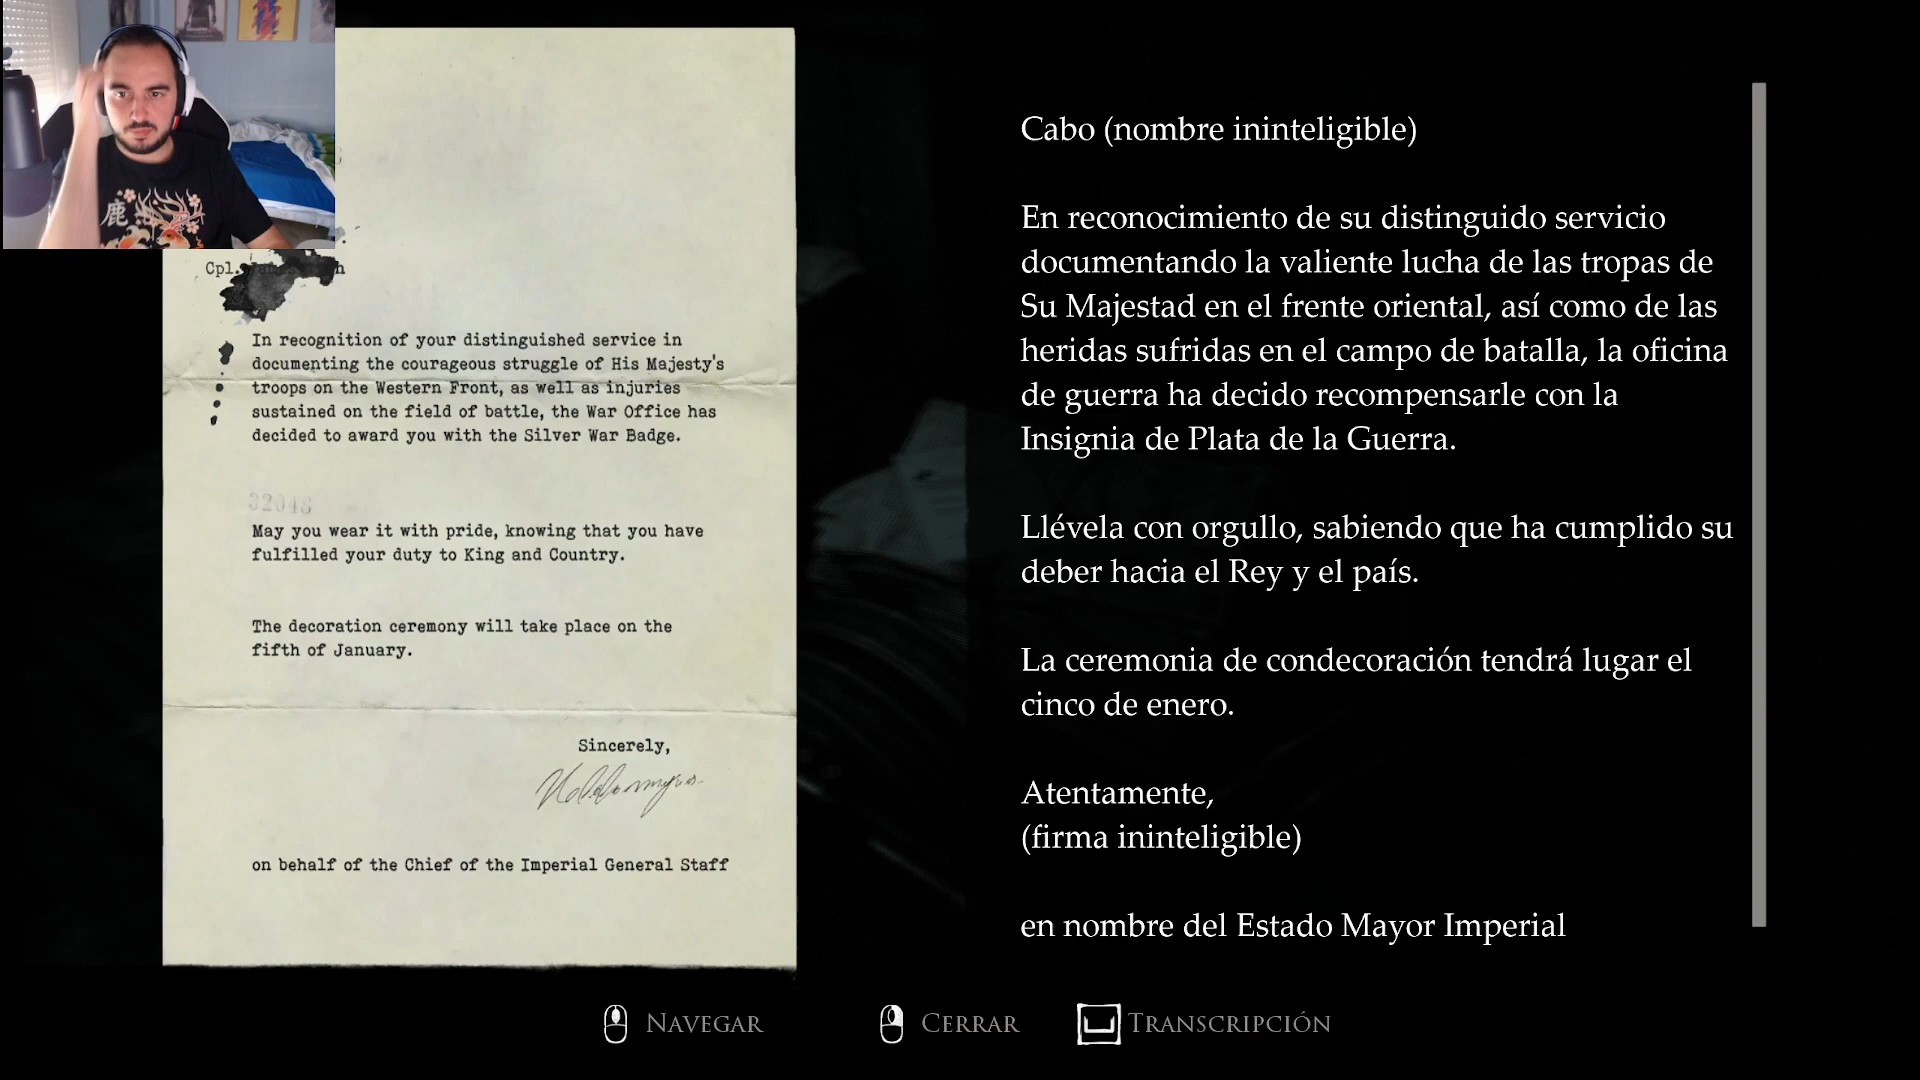 鹿
Cpl.
In recognition of your distinguished service in
documenting the courageous struggle of His Majesty's
troops on the Western Front, as well as injuries
sustained on the field of battle, the War Office has
decided to award you with the Silver War Badge.
32048
May you wear it with pride, knowing that you have
fulfilled your duty to King and Country.
The decoration ceremony will take place on the
fifth of January.
Sincerely,
on behalf of the Chief of the Imperial General Staff
Cabo (nombre ininteligible)
En reconocimiento de su distinguido servicio
documentando la valiente lucha de las tropas de
Su Majestad en el frente oriental, así como de las
heridas sufridas en el campo de batalla, la oficina
de guerra ha decidido recompensarle con la
Insignia de Plata de la Guerra.
Llévela con orgullo, sabiendo que ha cumplido su
deber hacia el Rey y el país.
La ceremonia de condecoración tendrá lugar el
cinco de enero.
Atentamente,
(firma ininteligible)
en nombre del Estado Mayor Imperial
NAVEGAR
CERRAR
TRANSCRIPCIÓN